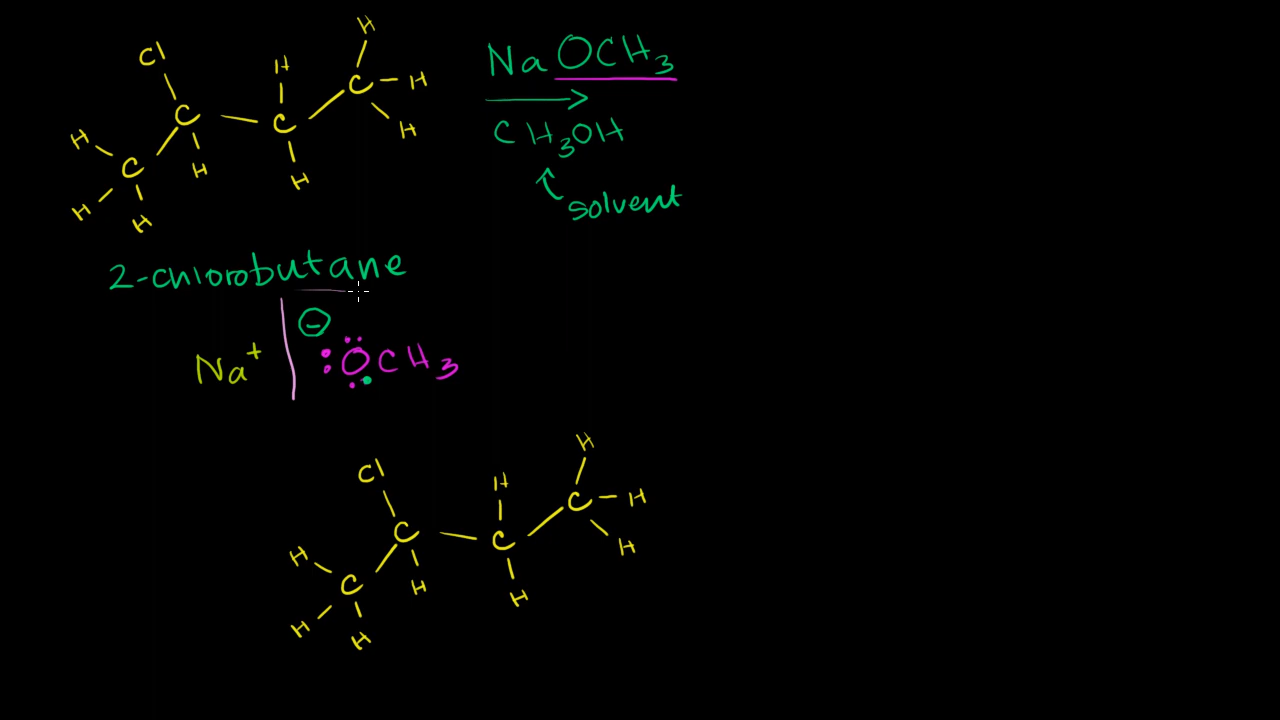 H
Cl H
C C C – H
H C H H H
H H
NaOCH₃
CH₃OH
solvent
2-chlorobutane
Na⁺ ⊖ :OCH₃
H
Cl H
C C C – H
H C H H H
H H